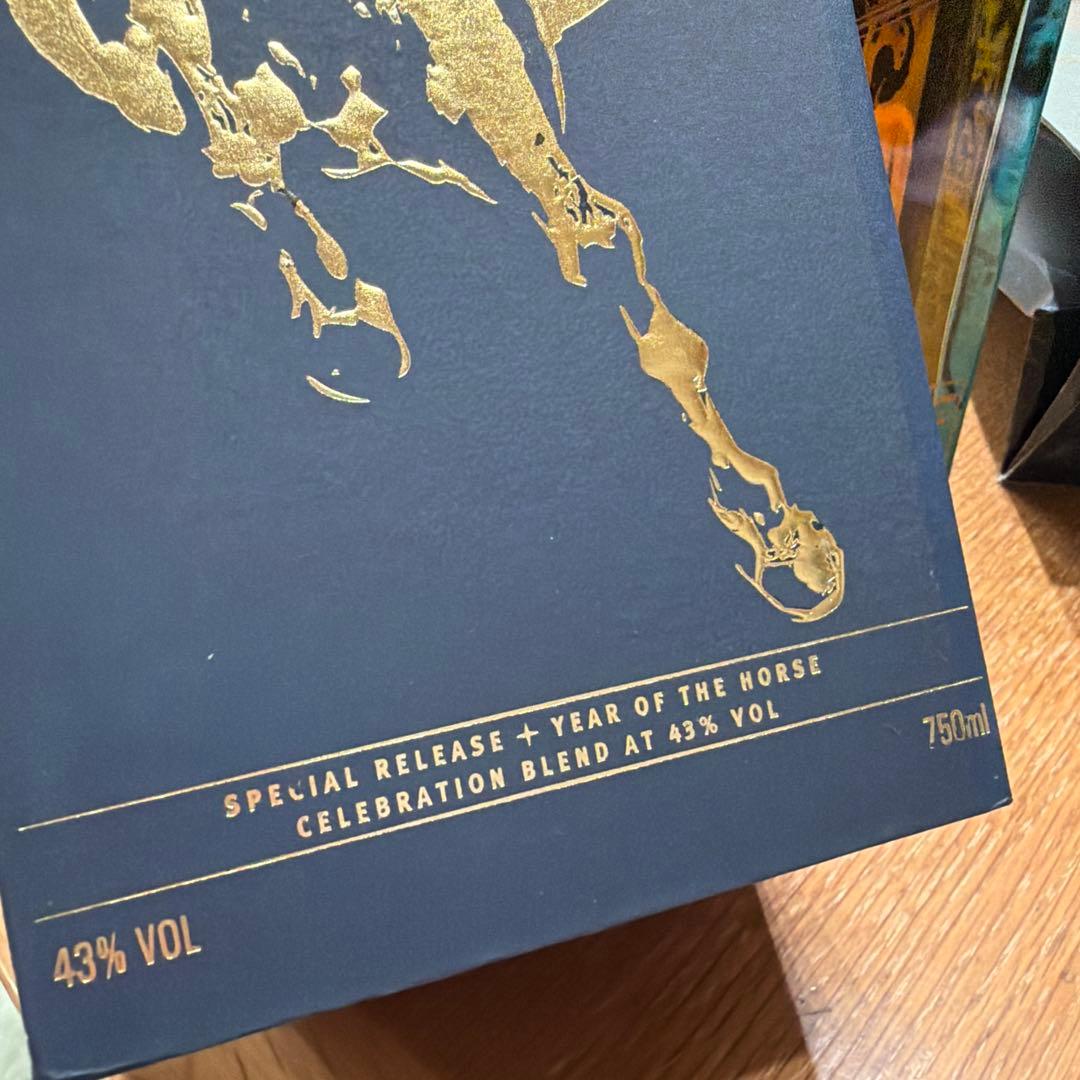 SPECIAL RELEASE + YEAR OF THE HORSE
CELEBRATION BLEND AT 43% VOL
750ml
43% VOL